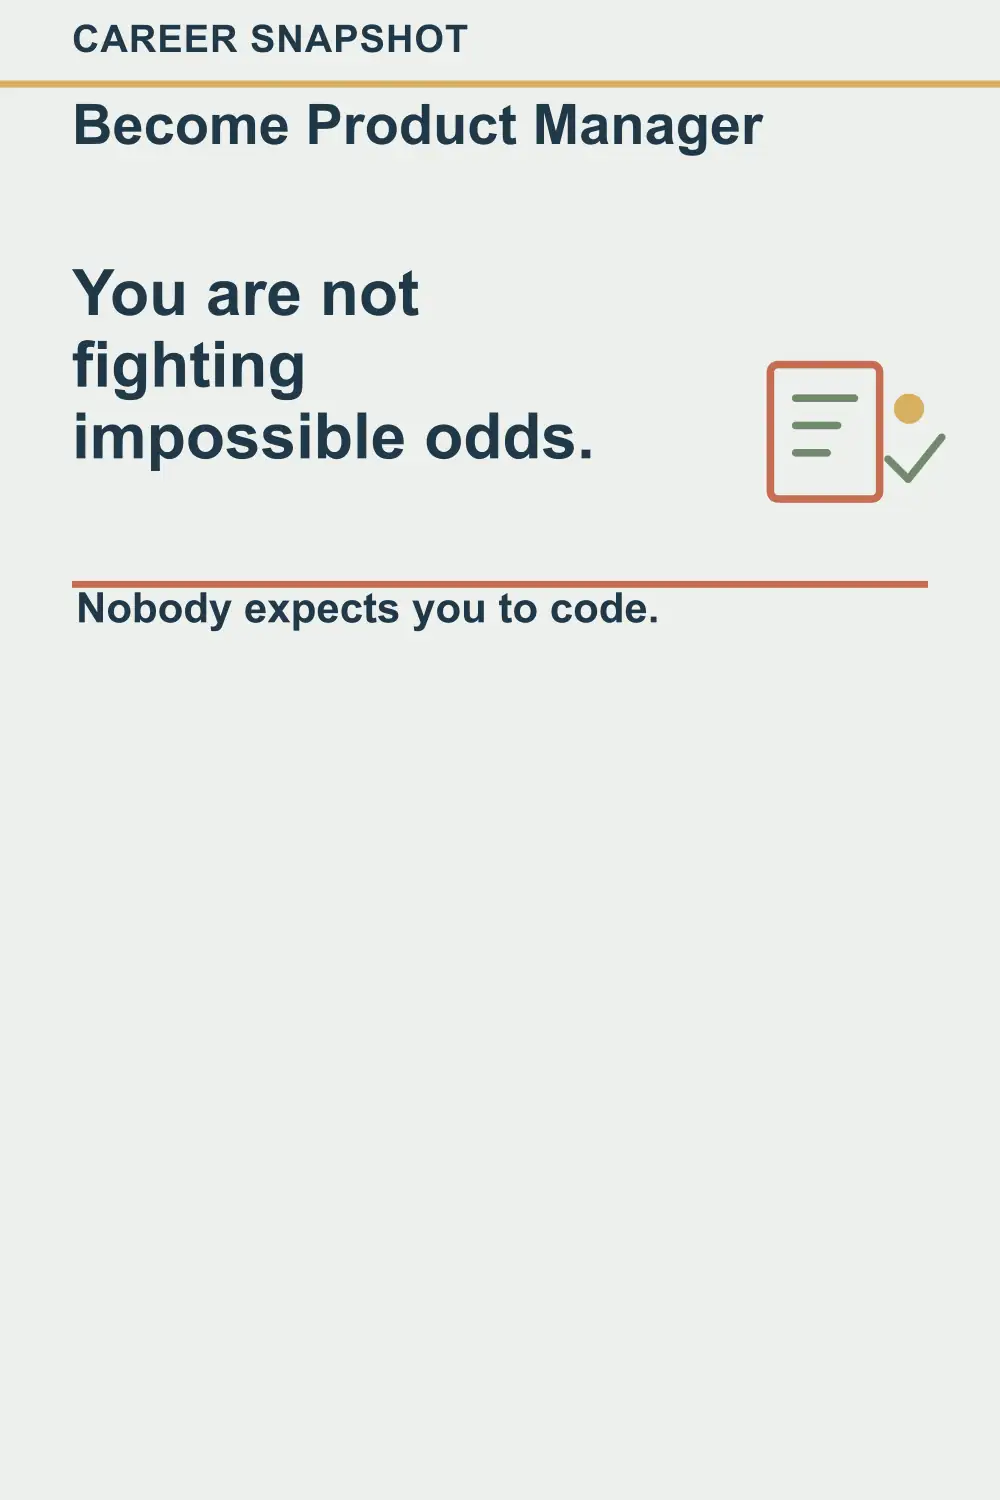 CAREER SNAPSHOT
Become Product Manager
You are not
fighting
impossible odds.
Nobody expects you to code.